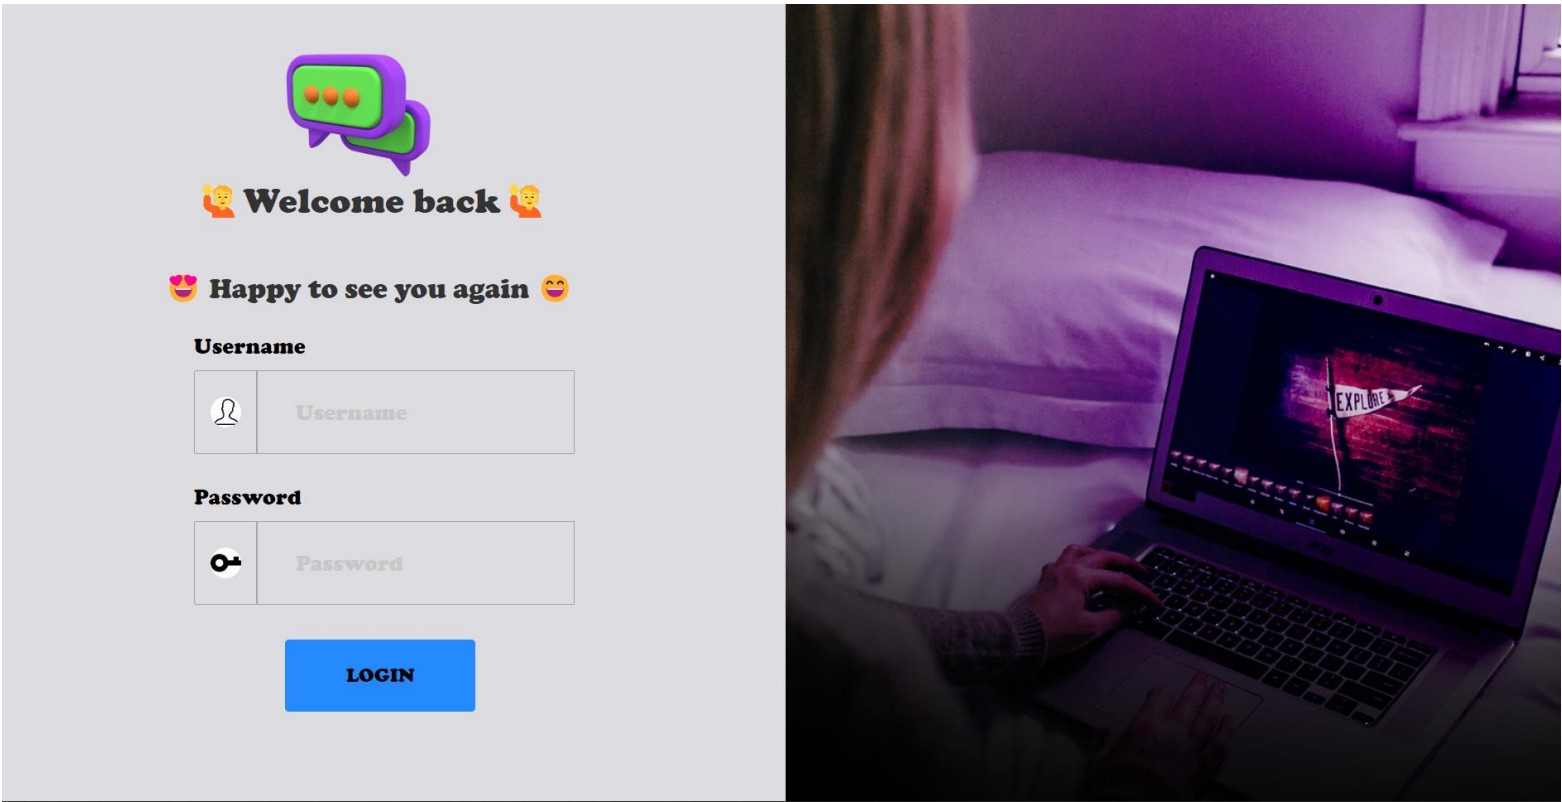 🙋 Welcome back 🙋
😍 Happy to see you again 😄
Username
Username
Password
Password
LOGIN
EXPLORE